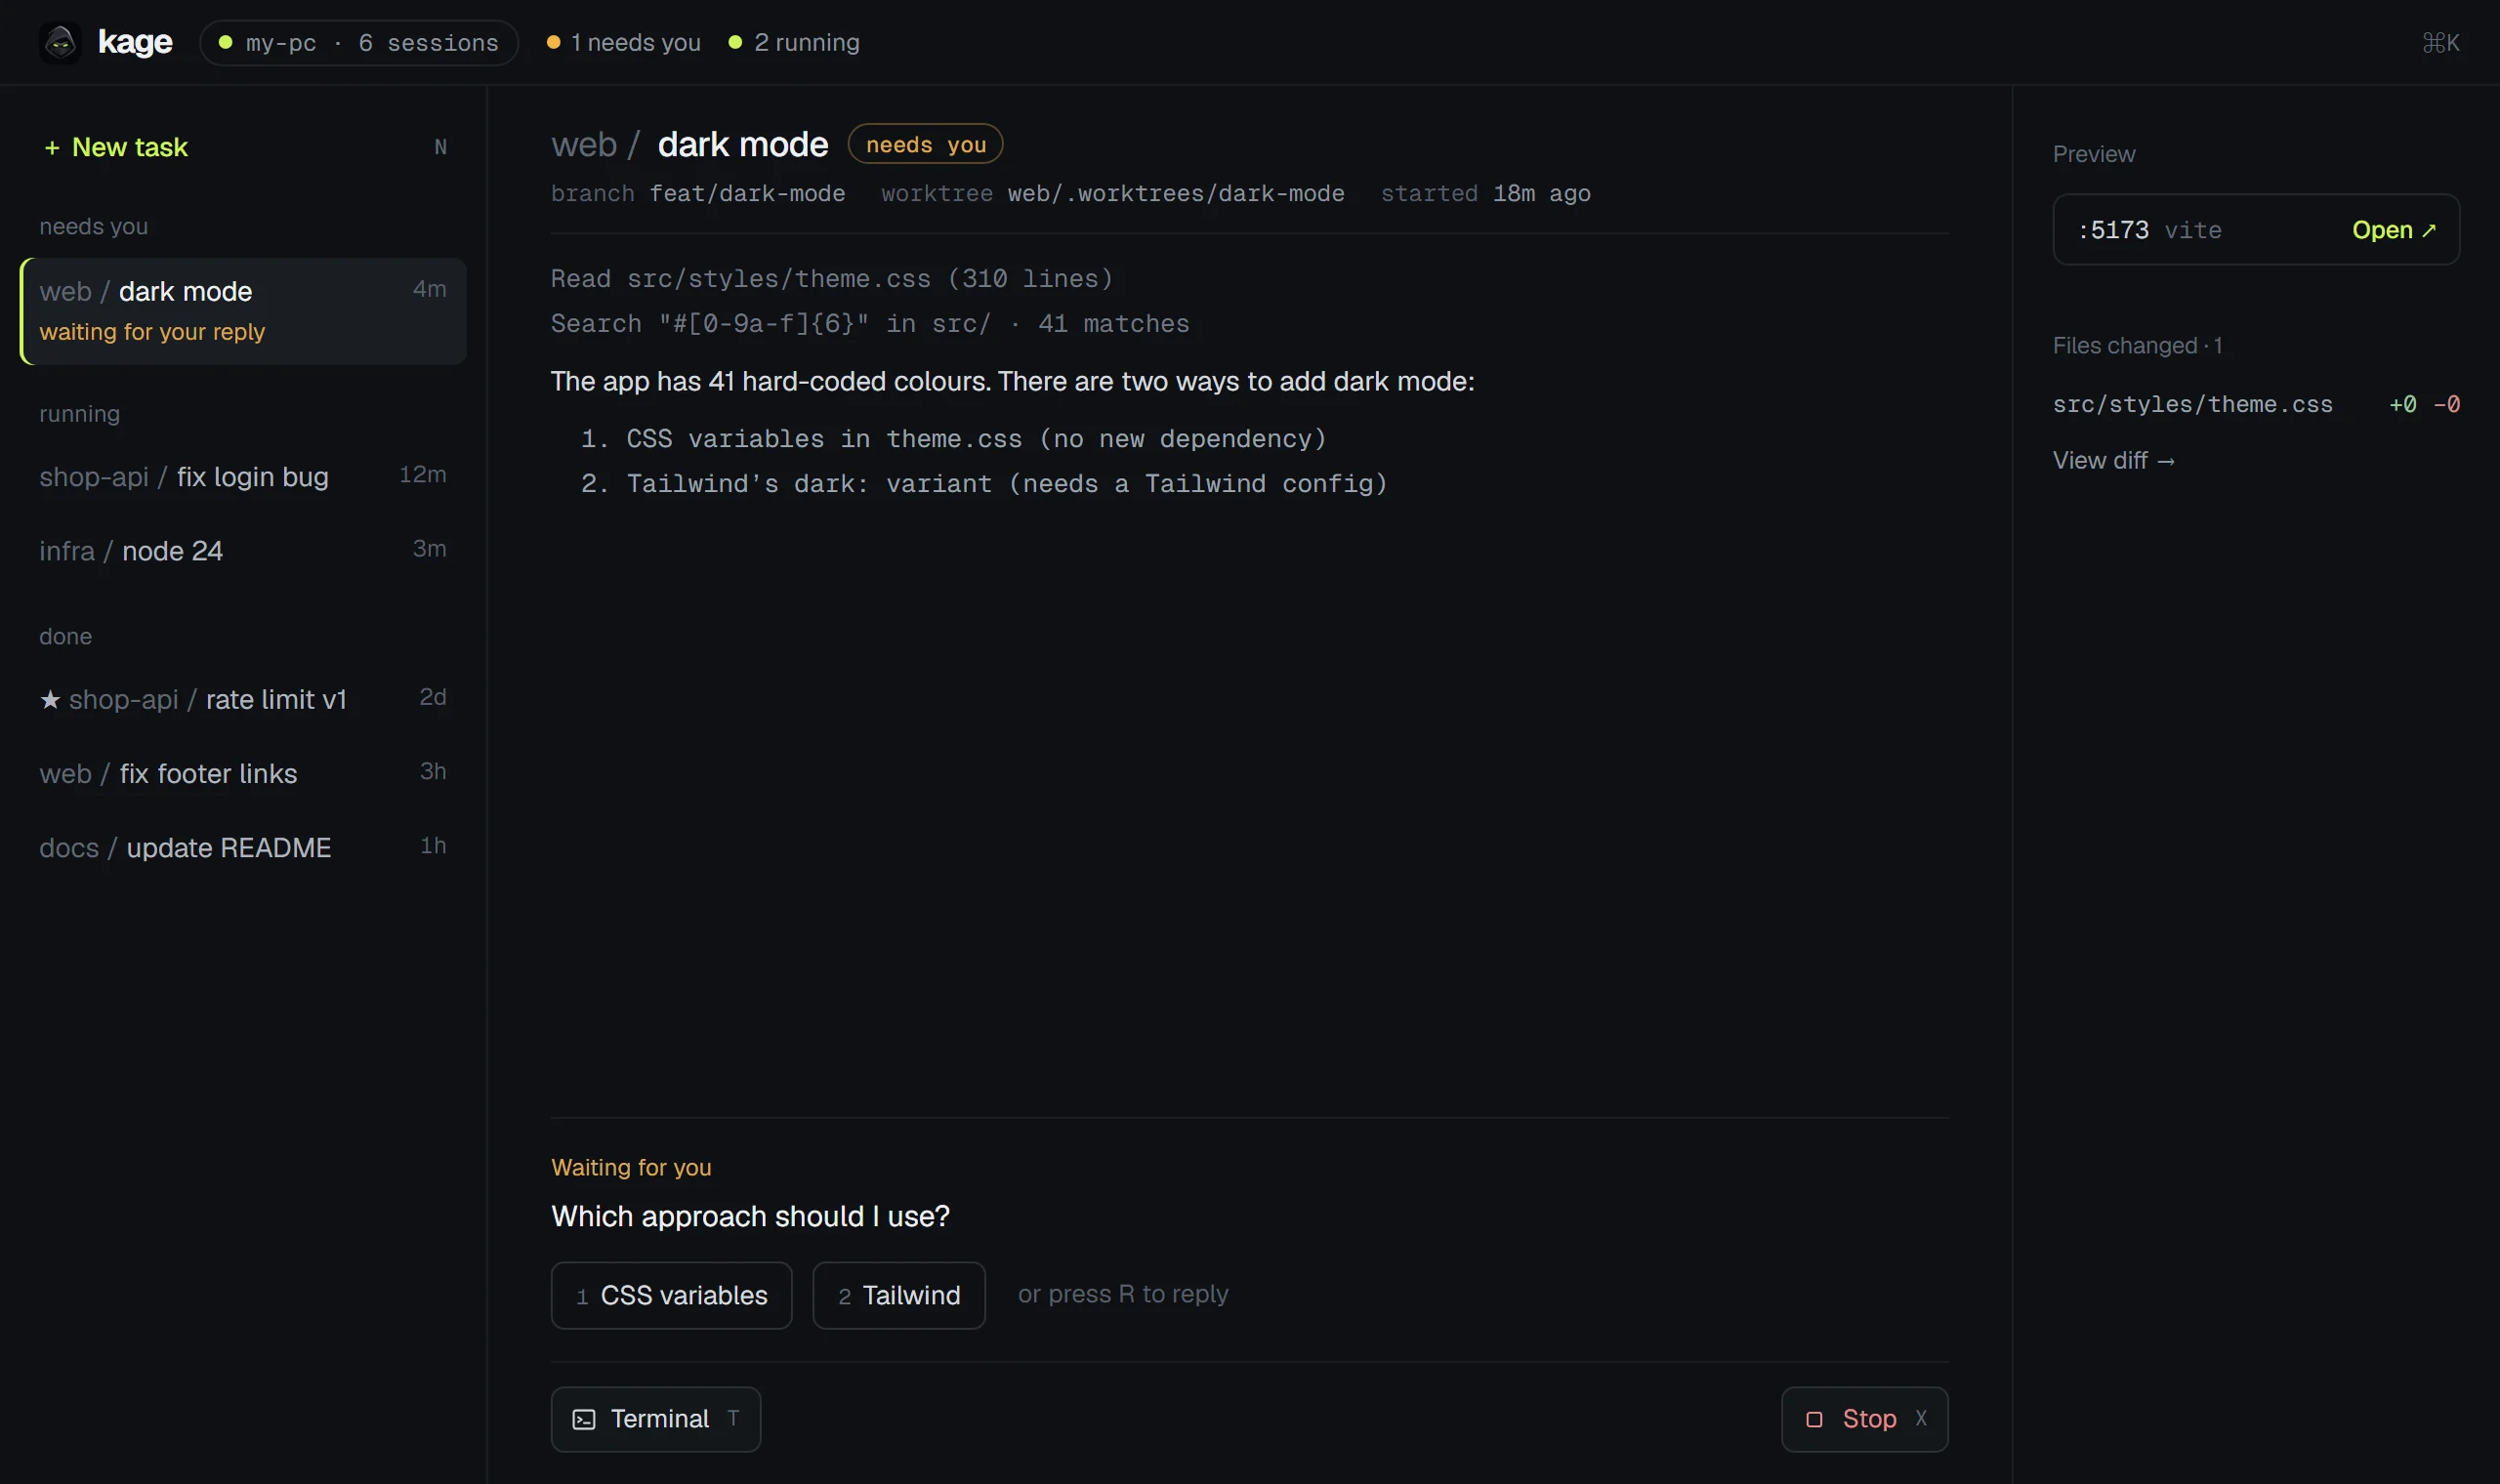 kage
my-pc · 6 sessions
1 needs you
2 running
⌘K
+ New task N
needs you
web / dark mode 4m
waiting for your reply
running
shop-api / fix login bug 12m
infra / node 24 3m
done
★ shop-api / rate limit v1 2d
web / fix footer links 3h
docs / update README 1h
web / dark mode needs you
branch feat/dark-mode worktree web/.worktrees/dark-mode started 18m ago
Read src/styles/theme.css (310 lines)
Search "#[0-9a-f]{6}" in src/ · 41 matches
The app has 41 hard-coded colours. There are two ways to add dark mode:
1. CSS variables in theme.css (no new dependency)
2. Tailwind’s dark: variant (needs a Tailwind config)
Waiting for you
Which approach should I use?
1 CSS variables 2 Tailwind or press R to reply
Terminal T
Stop X
Preview
:5173 vite Open ↗
Files changed · 1
src/styles/theme.css +0 −0
View diff →